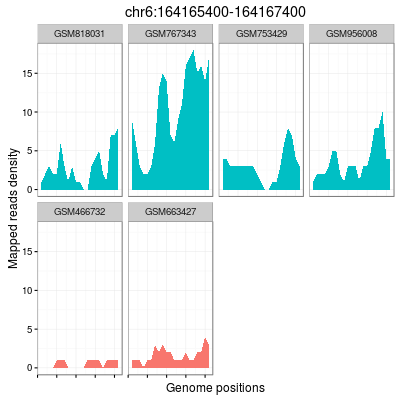 chr6:164165400-164167400
GSM818031 GSM767343 GSM753429 GSM956008
15
10
5
0
Mapped reads density
GSM466732 GSM663427
15
10
5
0
Genome positions